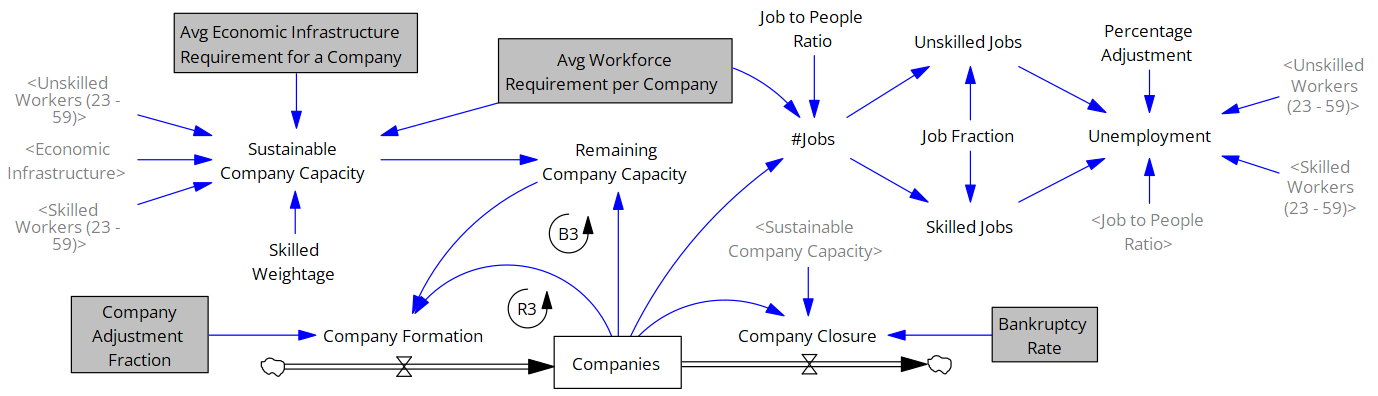 Avg Economic Infrastructure
Requirement for a Company
Avg Workforce
Requirement per Company
Job to People
Ratio
Unskilled Jobs
Percentage
Adjustment
<Unskilled
Workers (23 -
59)>
<Unskilled
Workers
(23 - 59)>
<Economic
Infrastructure>
Sustainable
Company Capacity
Remaining
Company Capacity
#Jobs
Job Fraction
Unemployment
<Skilled
Workers (23 -
59)>
<Skilled
Workers
(23 - 59)>
Skilled
Weightage
B3
<Sustainable
Company Capacity>
Skilled Jobs
<Job to People
Ratio>
Company
Adjustment
Fraction
Company Formation
R3
Companies
Company Closure
Bankruptcy
Rate